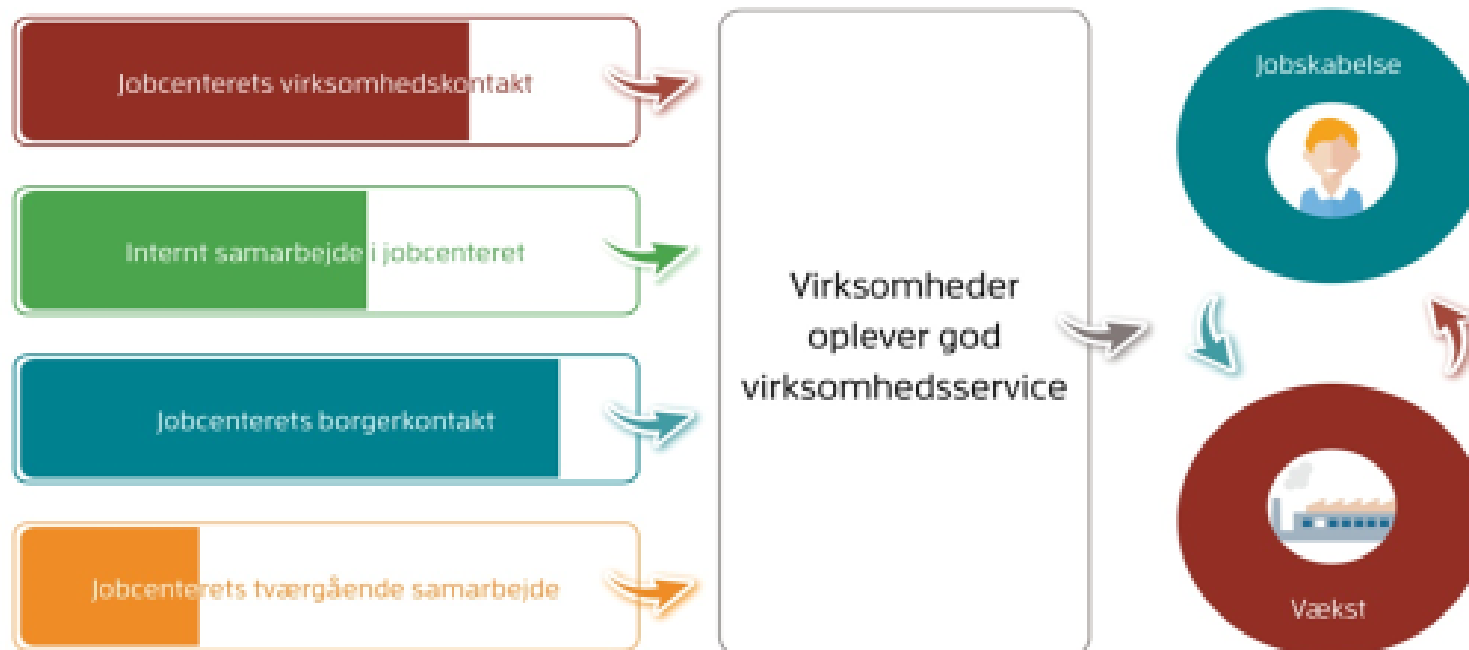 Jobcenterets virksomhedskontakt
Internt samarbejde i jobcenteret
Jobcenterets borgerkontakt
Jobcenterets tværgående samarbejde
Virksomheder
oplever god
virksomhedsservice
Jobskabelse
Vækst